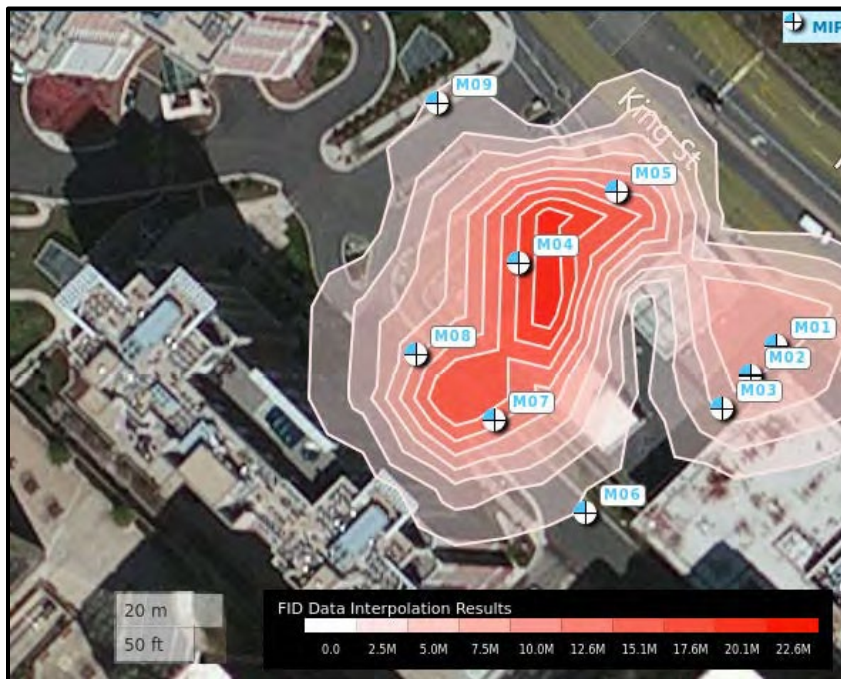 MIP
M09
King St
M05
M04
M01
M08
M02
M03
M07
M06
20 m
50 ft
FID Data Interpolation Results
0.0 2.5M 5.0M 7.5M 10.0M 12.6M 15.1M 17.6M 20.1M 22.6M